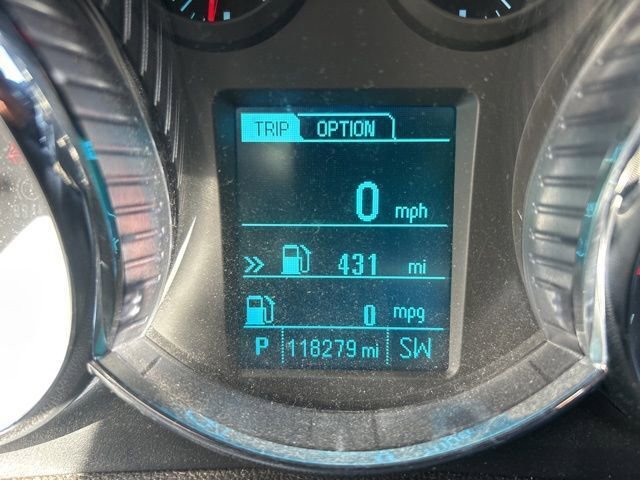 TRIP OPTION
0 mph
» 431 mi
0 mpg
P 118279 mi SW